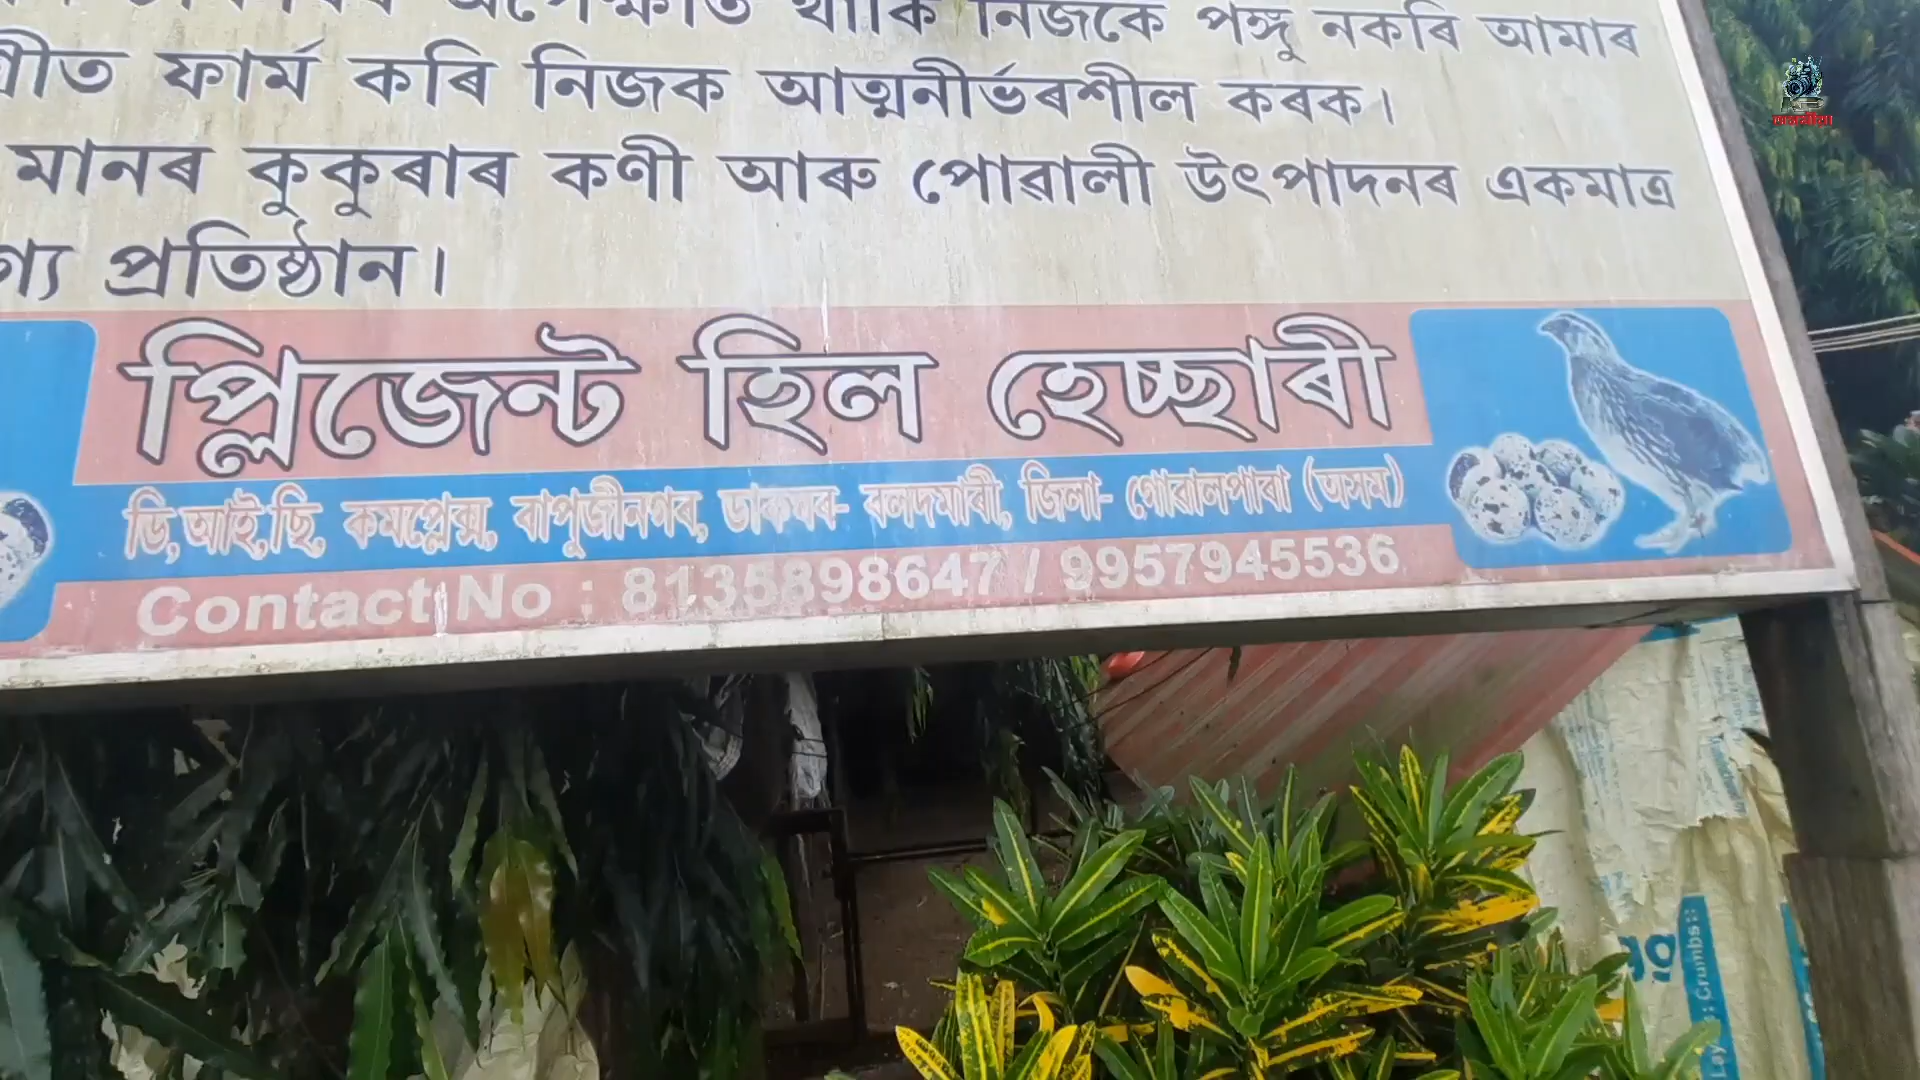 অপেক্ষাত থাকি নিজকে পঙ্গু নকৰি আমাৰ
ফাৰ্ম কৰি নিজক আত্মনীৰ্ভৰশীল কৰক।
মানৰ কুকুৰাৰ কণী আৰু পোৱালী উৎপাদনৰ একমাত্ৰ
প্ৰতিষ্ঠান।
প্লিজেন্ট হিল হেচ্ছাৰী
ডি,আই,ছি, কমপ্লেক্স, বাপুজীনগৰ, ডাকঘৰ- বলদমাৰী, জিলা- গোৱালপাৰা (অসম)
Contact No : 8135898647 / 9957945536
Crumbs